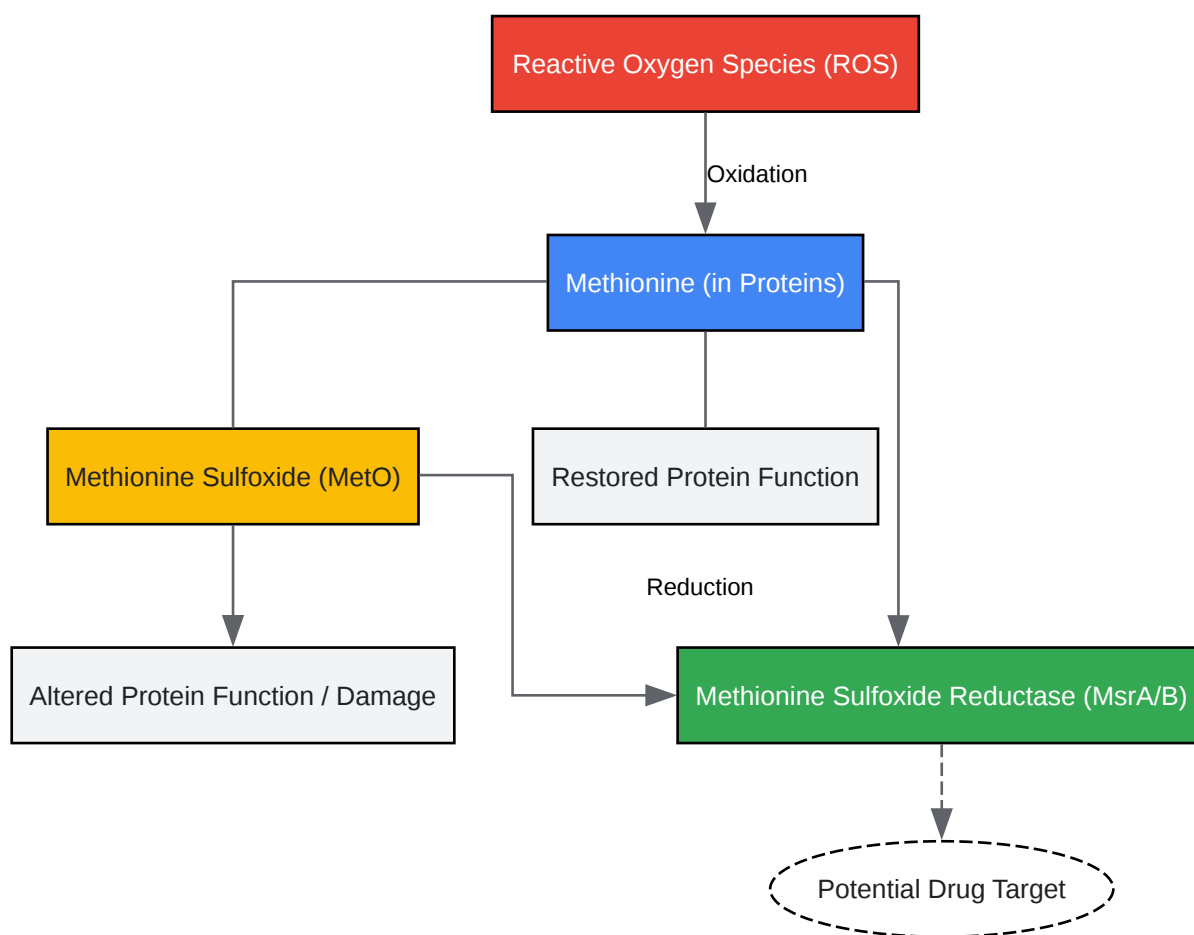 Reactive Oxygen Species (ROS)
Oxidation
Methionine (in Proteins)
Methionine Sulfoxide (MetO)
Restored Protein Function
Reduction
Altered Protein Function / Damage
Methionine Sulfoxide Reductase (MsrA/B)
Potential Drug Target